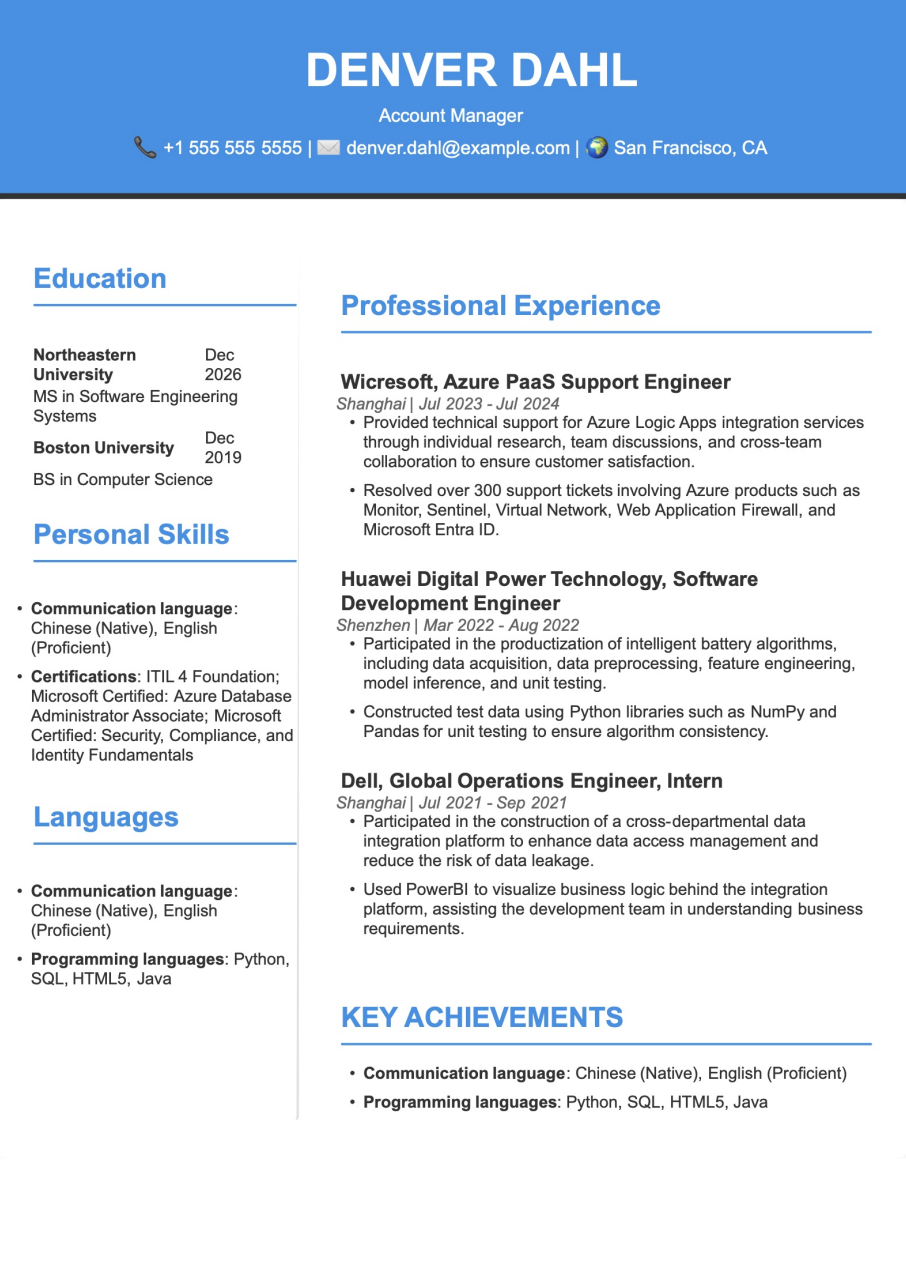 DENVER DAHL
Account Manager
📞 +1 555 555 5555 | ✉️ denver.dahl@example.com | 🌍 San Francisco, CA
Education
Northeastern University Dec 2026
MS in Software Engineering
Systems
Boston University Dec 2019
BS in Computer Science
Personal Skills
• Communication language:
Chinese (Native), English
(Proficient)
• Certifications: ITIL 4 Foundation;
Microsoft Certified: Azure Database
Administrator Associate; Microsoft
Certified: Security, Compliance, and
Identity Fundamentals
Languages
• Communication language:
Chinese (Native), English
(Proficient)
• Programming languages: Python,
SQL, HTML5, Java
Professional Experience
Wicresoft, Azure PaaS Support Engineer
Shanghai | Jul 2023 - Jul 2024
• Provided technical support for Azure Logic Apps integration services
through individual research, team discussions, and cross-team
collaboration to ensure customer satisfaction.
• Resolved over 300 support tickets involving Azure products such as
Monitor, Sentinel, Virtual Network, Web Application Firewall, and
Microsoft Entra ID.
Huawei Digital Power Technology, Software
Development Engineer
Shenzhen | Mar 2022 - Aug 2022
• Participated in the productization of intelligent battery algorithms,
including data acquisition, data preprocessing, feature engineering,
model inference, and unit testing.
• Constructed test data using Python libraries such as NumPy and
Pandas for unit testing to ensure algorithm consistency.
Dell, Global Operations Engineer, Intern
Shanghai | Jul 2021 - Sep 2021
• Participated in the construction of a cross-departmental data
integration platform to enhance data access management and
reduce the risk of data leakage.
• Used PowerBI to visualize business logic behind the integration
platform, assisting the development team in understanding business
requirements.
KEY ACHIEVEMENTS
• Communication language: Chinese (Native), English (Proficient)
• Programming languages: Python, SQL, HTML5, Java